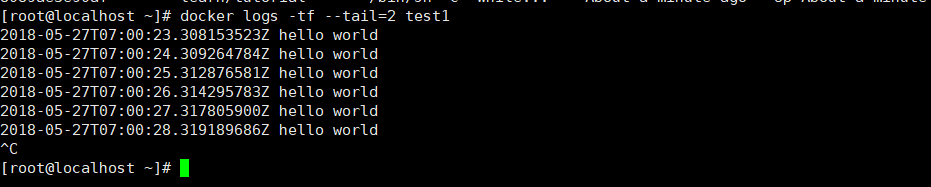 [root@localhost ~]# docker logs -tf --tail=2 test1
2018-05-27T07:00:23.308153523Z hello world
2018-05-27T07:00:24.309264784Z hello world
2018-05-27T07:00:25.312876581Z hello world
2018-05-27T07:00:26.314295783Z hello world
2018-05-27T07:00:27.317805900Z hello world
2018-05-27T07:00:28.319189686Z hello world
^C
[root@localhost ~]#